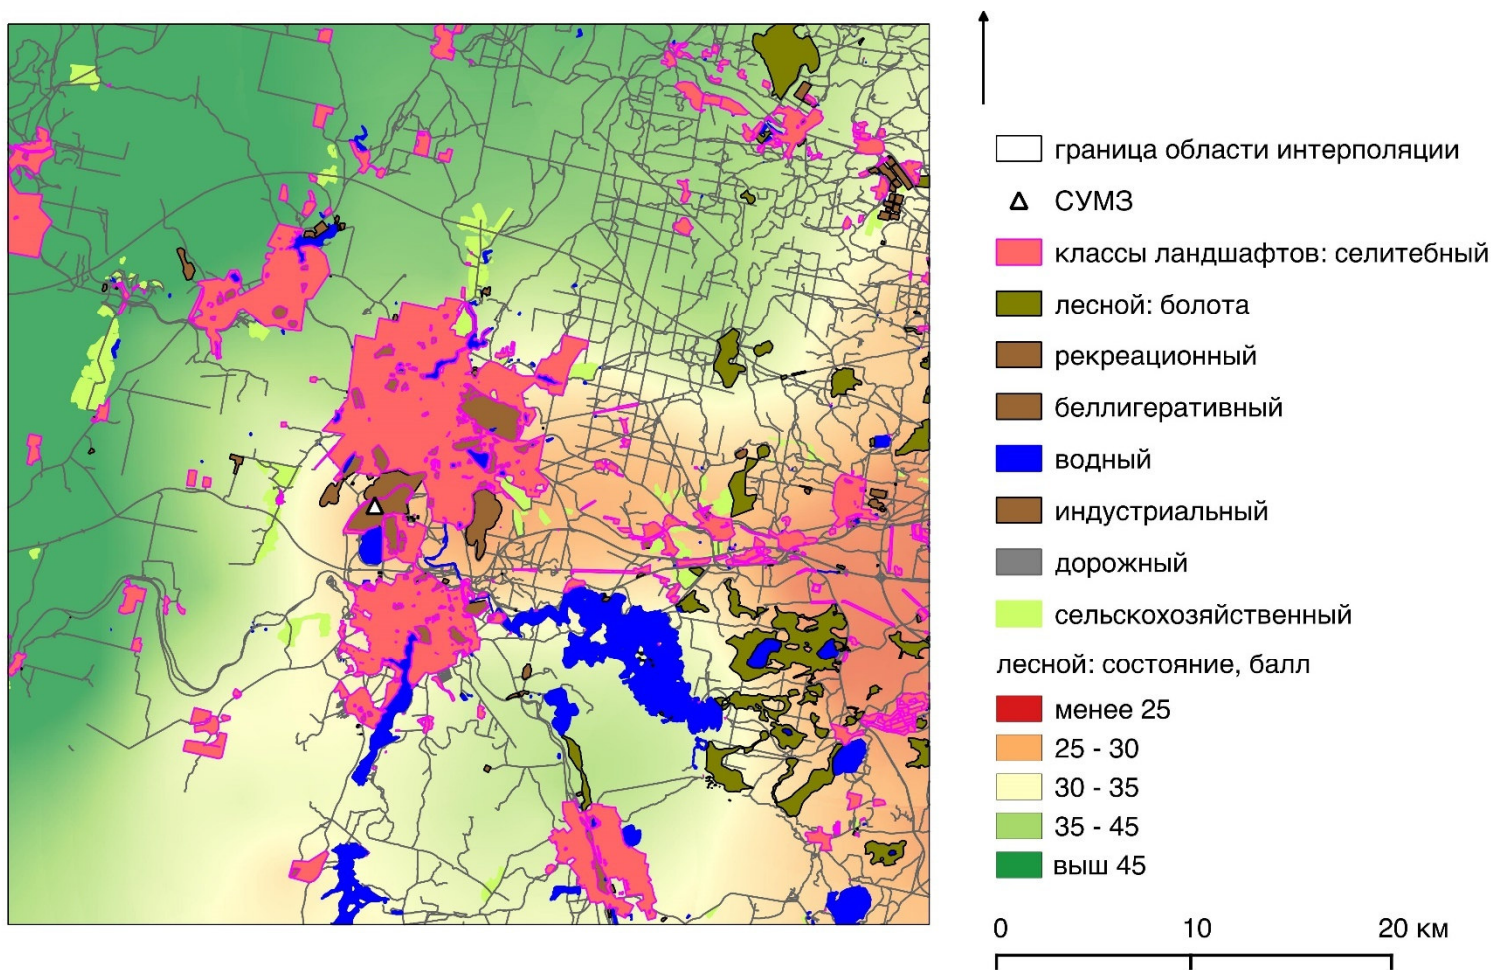 граница области интерполяции
СУМЗ
классы ландшафтов: селитебный
лесной: болота
рекреационный
беллигеративный
водный
индустриальный
дорожный
сельскохозяйственный
лесной: состояние, балл
менее 25
25 - 30
30 - 35
35 - 45
выш 45
0 10 20 км